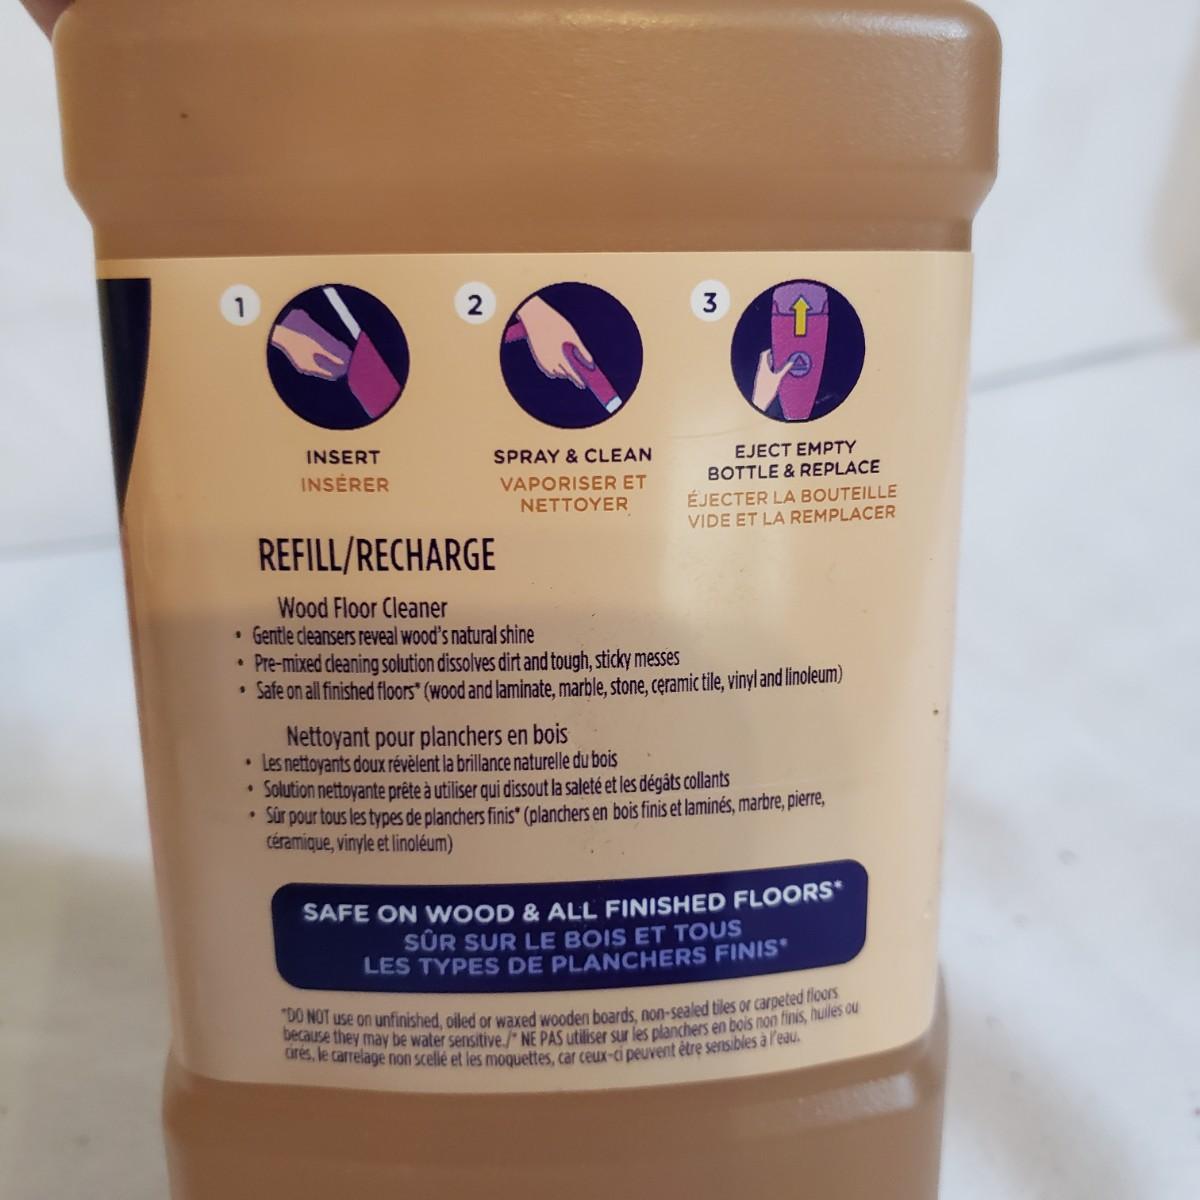 1
2
3
INSERT
INSÉRER
SPRAY & CLEAN
VAPORISER ET
NETTOYER
EJECT EMPTY
BOTTLE & REPLACE
ÉJECTER LA BOUTEILLE
VIDE ET LA REMPLACER
REFILL/RECHARGE
Wood Floor Cleaner
• Gentle cleansers reveal wood's natural shine
• Pre-mixed cleaning solution dissolves dirt and tough, sticky messes
• Safe on all finished floors* (wood and laminate, marble, stone, ceramic tile, vinyl and linoleum)
Nettoyant pour planchers en bois
• Les nettoyants doux révèlent la brillance naturelle du bois
• Solution nettoyante prête à utiliser qui dissout la saleté et les dégâts collants
• Sûr pour tous les types de planchers finis* (planchers en bois finis et laminés, marbre, pierre,
céramique, vinyle et linoléum)
SAFE ON WOOD & ALL FINISHED FLOORS*
SÛR SUR LE BOIS ET TOUS
LES TYPES DE PLANCHERS FINIS*
*DO NOT use on unfinished, oiled or waxed wooden boards, non-sealed tiles or carpeted floors
because they may be water sensitive./* NE PAS utiliser sur les planchers en bois non finis, huilés ou
cirés, le carrelage non scellé et les moquettes, car ceux-ci peuvent être sensibles à l'eau.